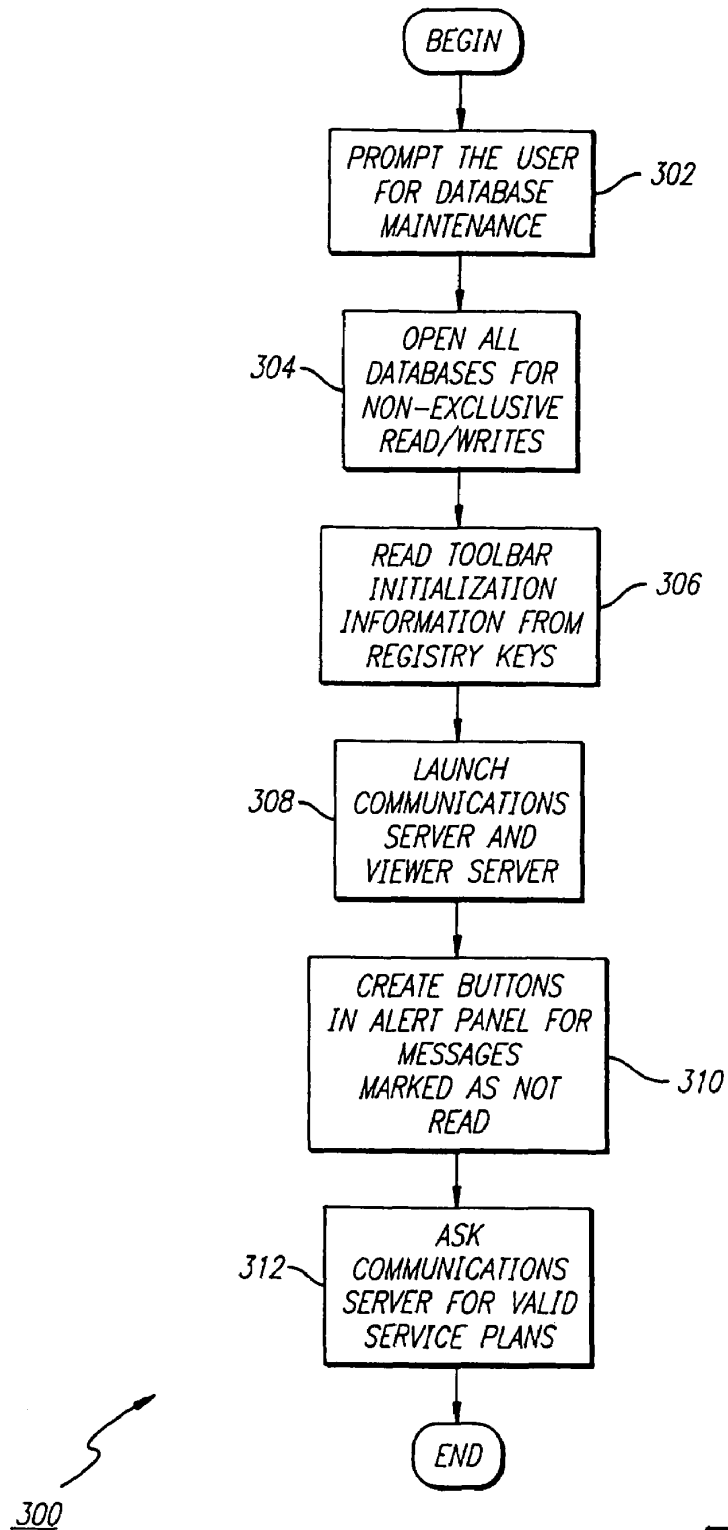 BEGIN
PROMPT THE USER
FOR DATABASE
MAINTENANCE
302
OPEN ALL
DATABASES FOR
NON-EXCLUSIVE
READ/WRITES
304
READ TOOLBAR
INITIALIZATION
INFORMATION FROM
REGISTRY KEYS
306
LAUNCH
COMMUNICATIONS
SERVER AND
VIEWER SERVER
308
CREATE BUTTONS
IN ALERT PANEL FOR
MESSAGES
MARKED AS NOT
READ
310
ASK
COMMUNICATIONS
SERVER FOR VALID
SERVICE PLANS
312
END
300